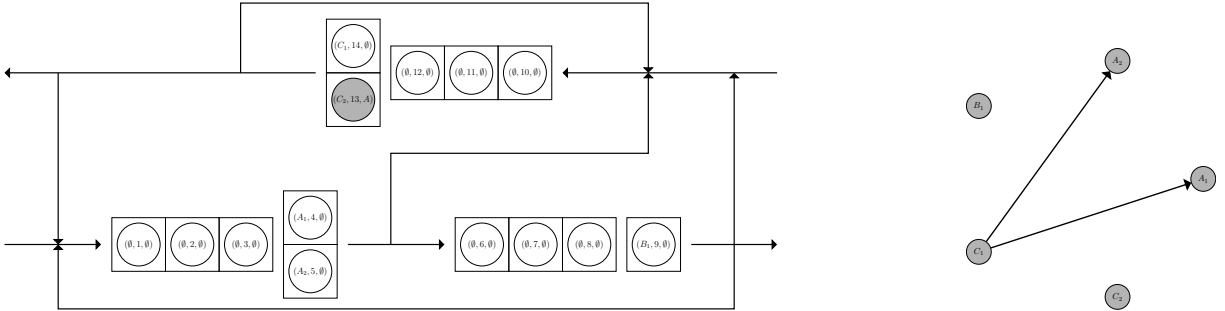 (C₁, 14, ∅)
(∅, 12, ∅) (∅, 11, ∅) (∅, 10, ∅)
(C₂, 13, A)
(A₁, 4, ∅)
(∅, 1, ∅) (∅, 2, ∅) (∅, 3, ∅)
(A₂, 5, ∅)
(∅, 6, ∅) (∅, 7, ∅) (∅, 8, ∅) (B₁, 9, ∅)
A₂
B₁
A₁
C₁
C₂